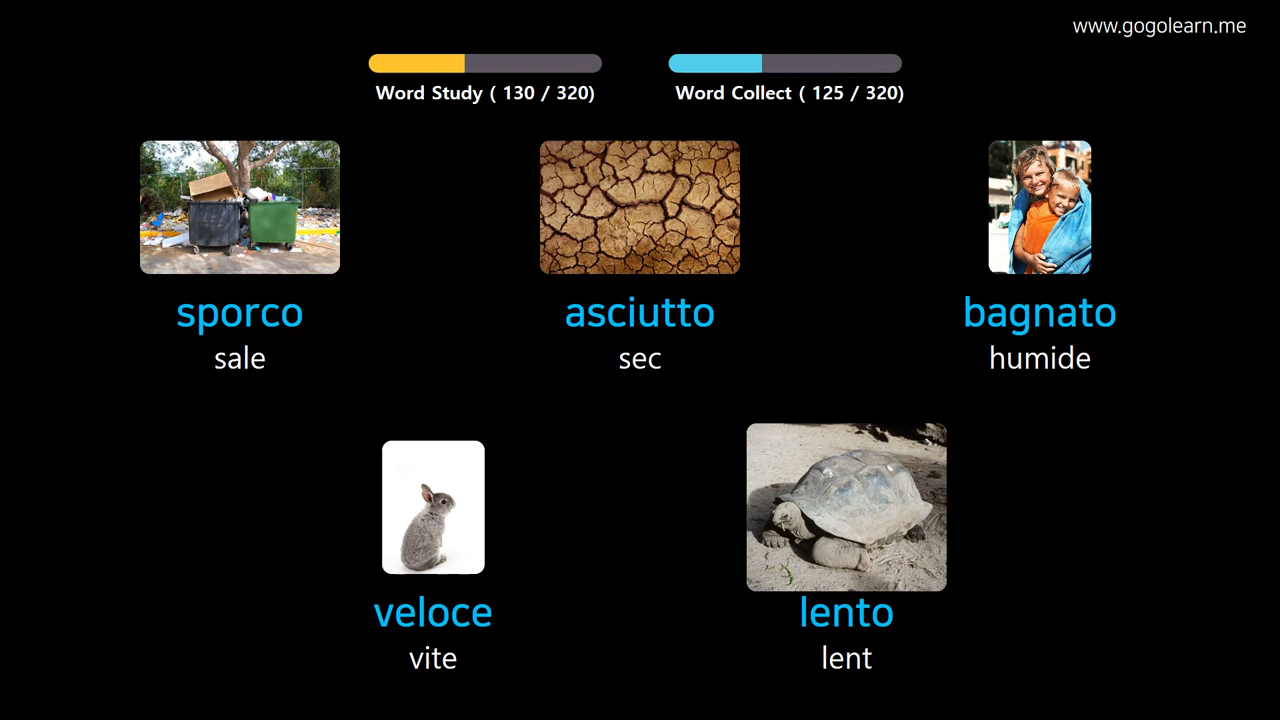 www.gogolearn.me
Word Study ( 130 / 320)
Word Collect ( 125 / 320)
sporco
sale
asciutto
sec
bagnato
humide
veloce
vite
lento
lent